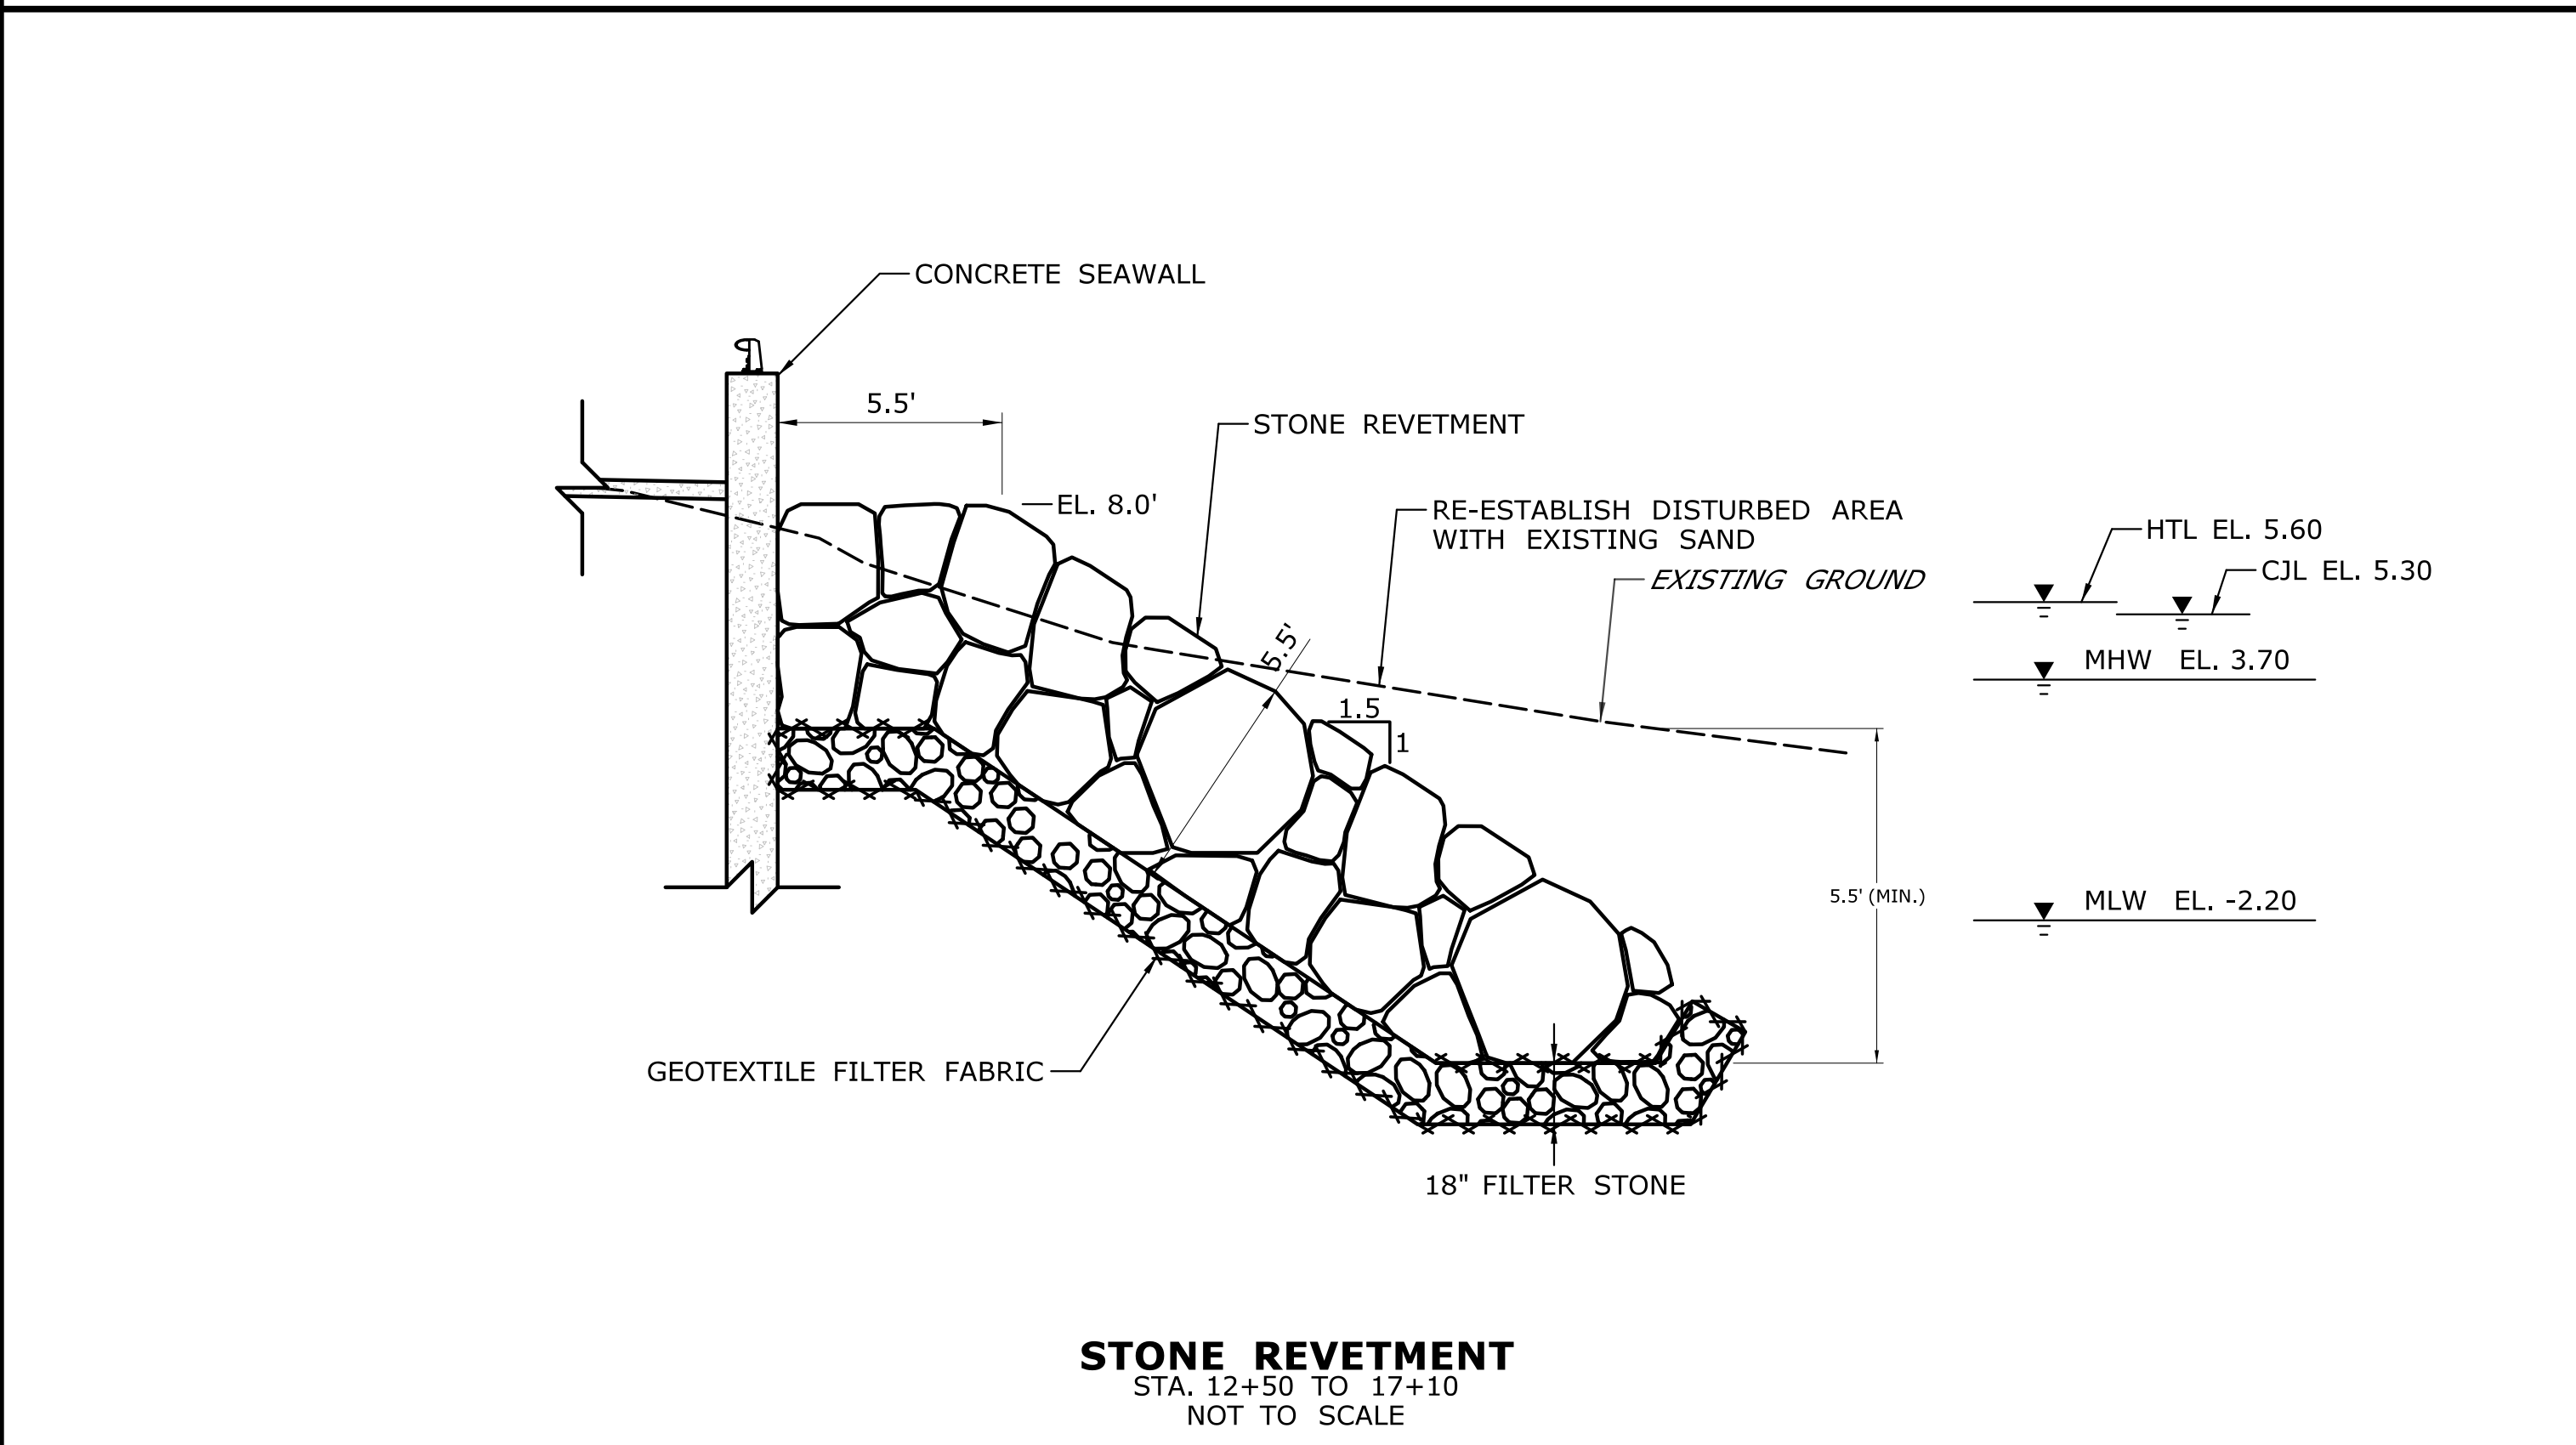 CONCRETE SEAWALL
5.5'
STONE REVETMENT
EL. 8.0'
RE-ESTABLISH DISTURBED AREA
WITH EXISTING SAND
EXISTING GROUND
HTL EL. 5.60
CJL EL. 5.30
MHW EL. 3.70
5.5'
1.5
1
5.5' (MIN.)
MLW EL. -2.20
GEOTEXTILE FILTER FABRIC
18" FILTER STONE
STONE REVETMENT
STA. 12+50 TO 17+10
NOT TO SCALE